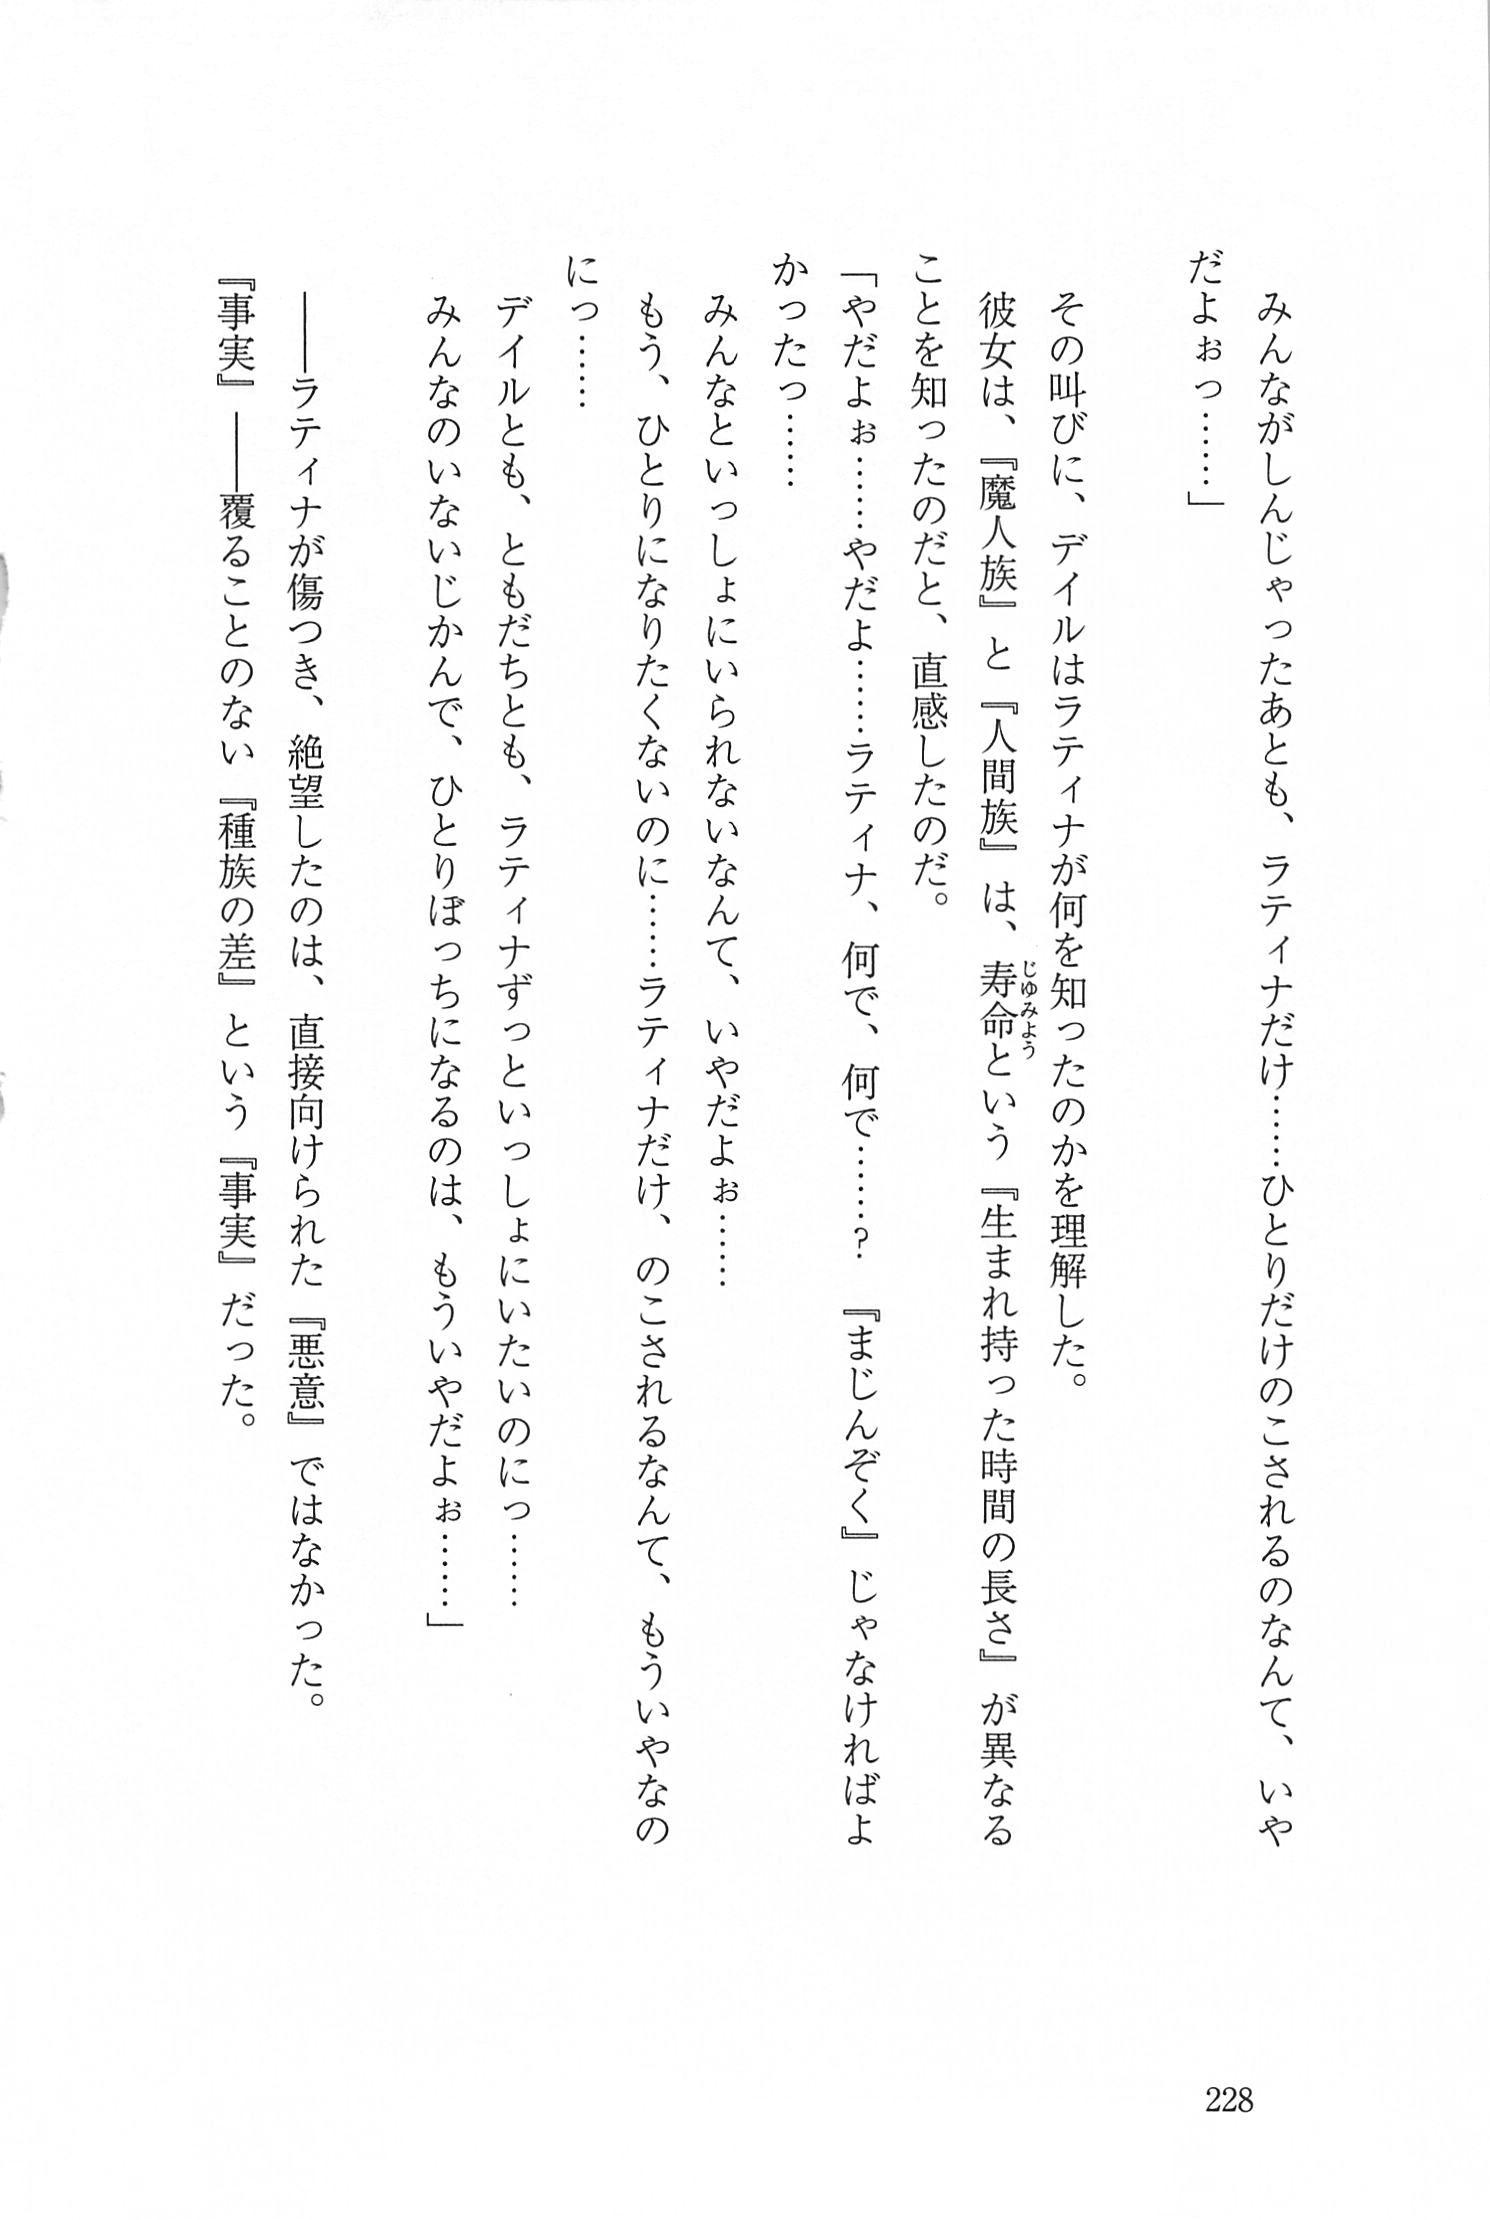 みんながしんじゃったあとも、ラティナだけ……ひとりだけのこされるのなんて、いや
だよぉっ……」
　その叫びに、デイルはラティナが何を知ったのかを理解した。
　彼女は、『魔人族』と『人間族』は、寿命という『生まれ持った時間の長さ』が異なる
じゆみよう
ことを知ったのだと、直感したのだ。
「やだよぉ……やだよ……ラティナ、何で、何で……？　『まじんぞく』じゃなければよ
かったっ……
　みんなといっしょにいられないなんて、いやだよぉ……
　もう、ひとりになりたくないのに……ラティナだけ、のこされるなんて、もういやなの
にっ……
　デイルとも、ともだちとも、ラティナずっといっしょにいたいのにっ……
　みんなのいないじかんで、ひとりぼっちになるのは、もういやだよぉ……」
　――ラティナが傷つき、絶望したのは、直接向けられた『悪意』ではなかった。
『事実』――覆ることのない『種族の差』という『事実』だった。
228